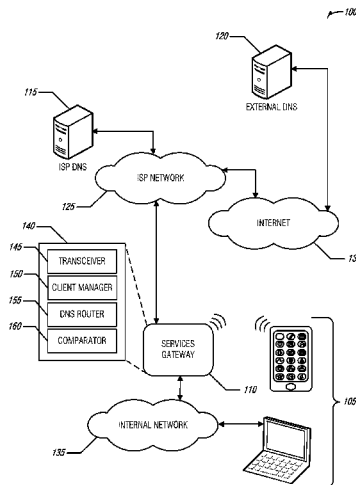 100
120
EXTERNAL DNS
115
ISP DNS
ISP NETWORK
125
INTERNET
13
140
145
TRANSCEIVER
150
CLIENT MANAGER
155
DNS ROUTER
160
COMPARATOR
SERVICES
GATEWAY
110
105
INTERNAL NETWORK
135